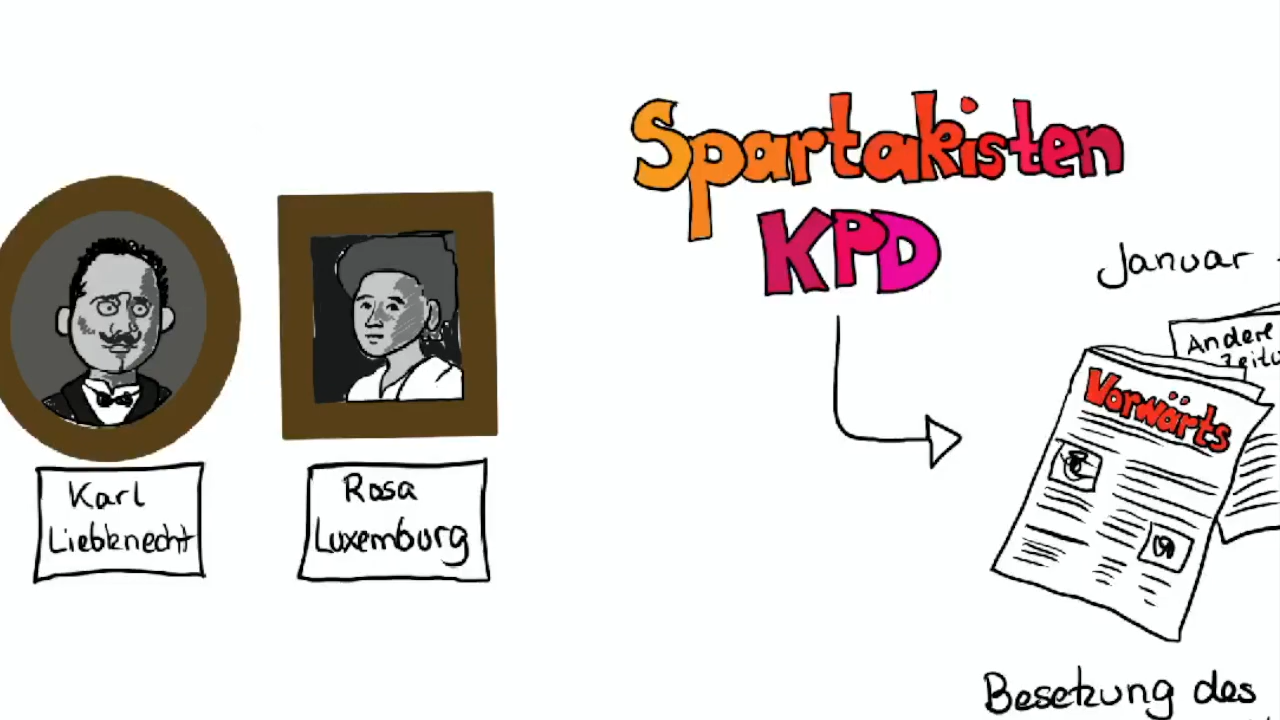 Spartakisten
KPD
Januar
Andere
Vorwärts
Karl
Liebknecht
Rosa
Luxemburg
Besetzung des